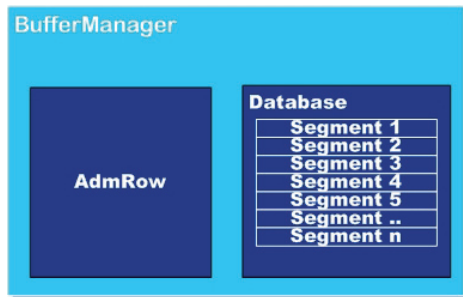 BufferManager
AdmRow
Database
Segment 1
Segment 2
Segment 3
Segment 4
Segment 5
Segment ..
Segment n